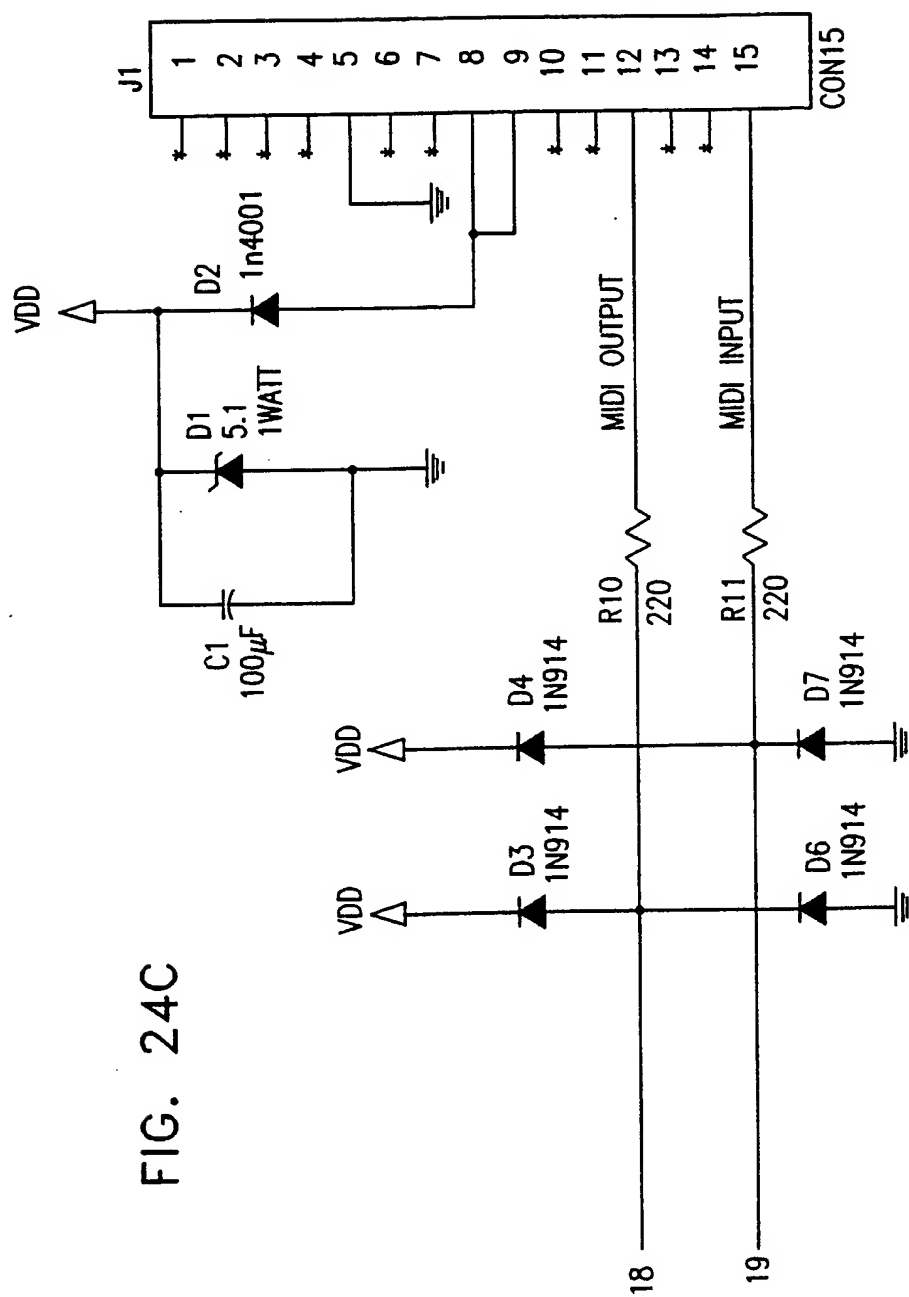 FIG. 24C
VDD
J1
D2
1n4001
D1
5.1
1WATT
C1
100µF
1
*
2
*
3
*
4
*
5
6
*
7
*
8
9
10
*
11
*
12
13
*
14
*
15
CON15
VDD
D3
1N914
VDD
D4
1N914
R10
220
MIDI OUTPUT
18
R11
220
MIDI INPUT
19
D6
1N914
D7
1N914